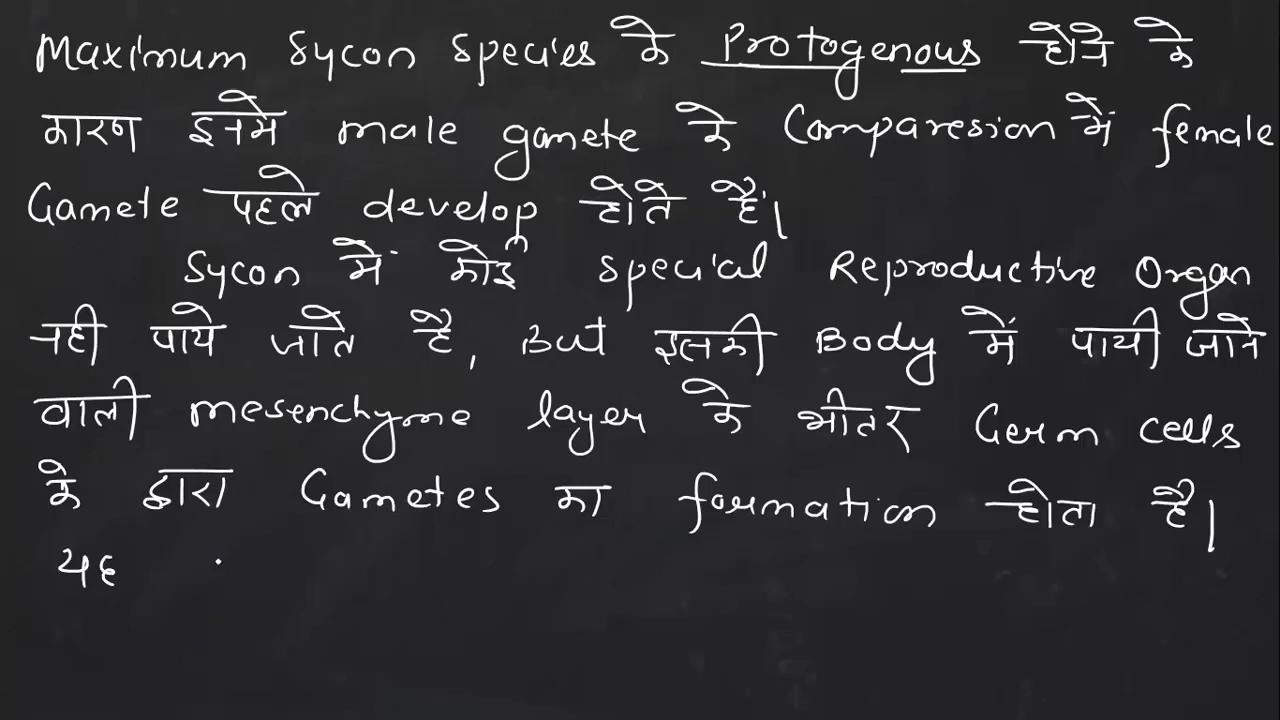 Maximum Sycon Species के Protogenous होने के
कारण इनमे male gamete के Comparesion में female
Gamete पहले develop होते हैं।
Sycon में कोई special Reproductive Organ
नही पाये जाते है, But इसकी Body में पायी जाने
वाली mesenchyme layer के भीतर Germ cells
के द्वारा Gametes का formation होता है।
यह